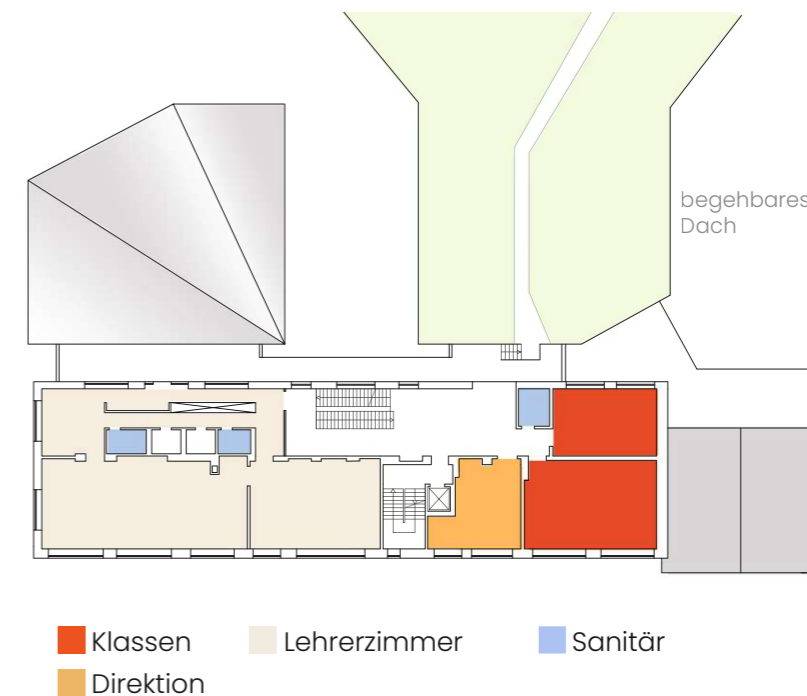 begehbares
Dach
Klassen
Lehrerzimmer
Sanitär
Direktion